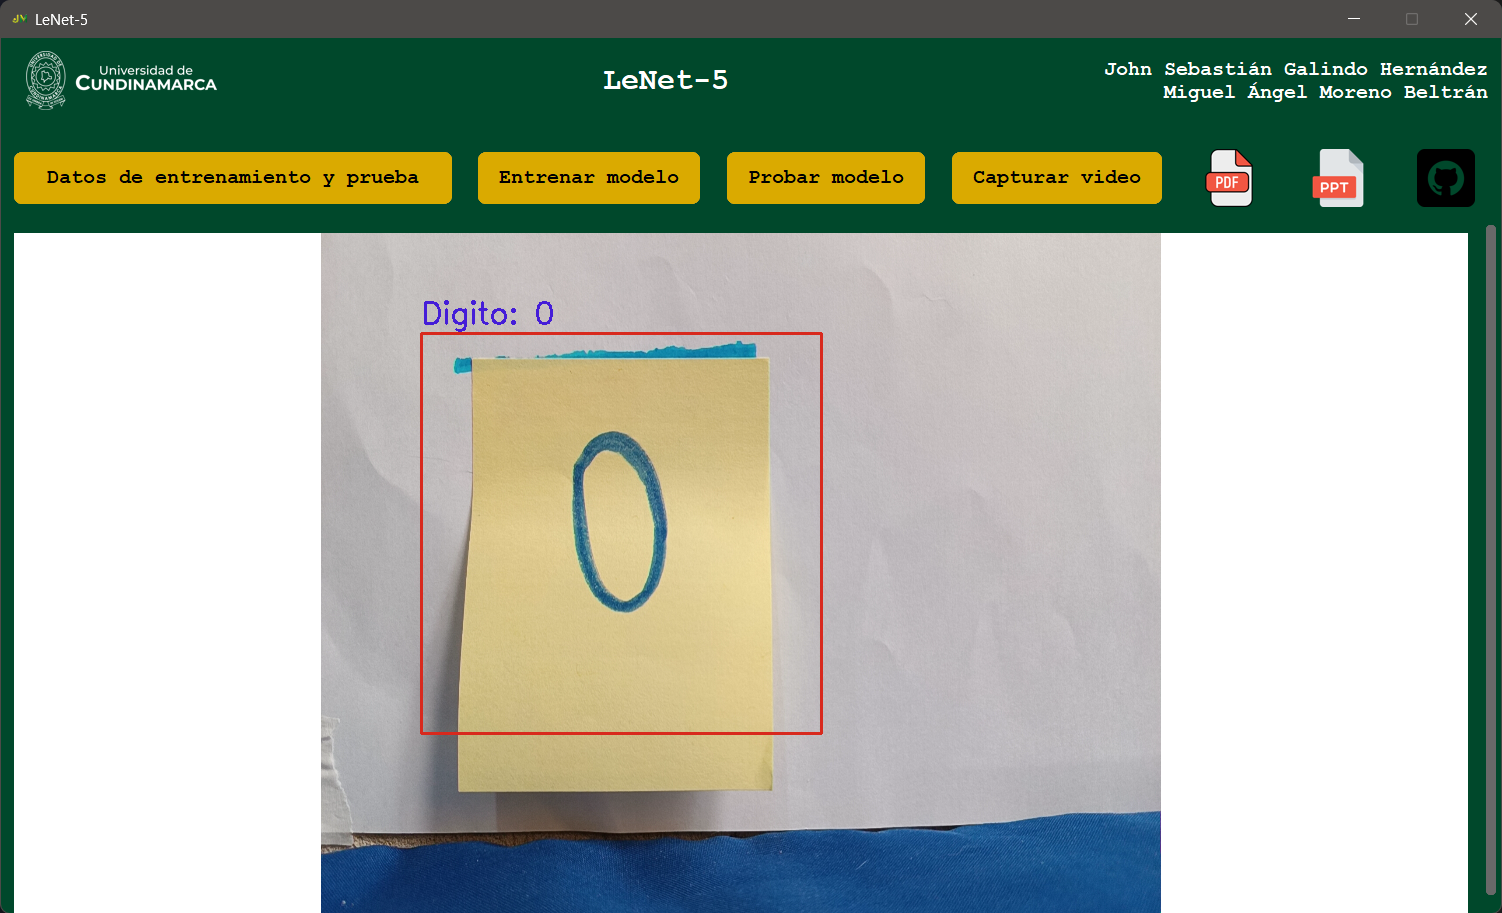 LeNet-5
Universidad de
CUNDINAMARCA
LeNet-5
John Sebastián Galindo Hernández
Miguel Ángel Moreno Beltrán
Datos de entrenamiento y prueba
Entrenar modelo
Probar modelo
Capturar video
PDF
PPT
Digito: 0
0